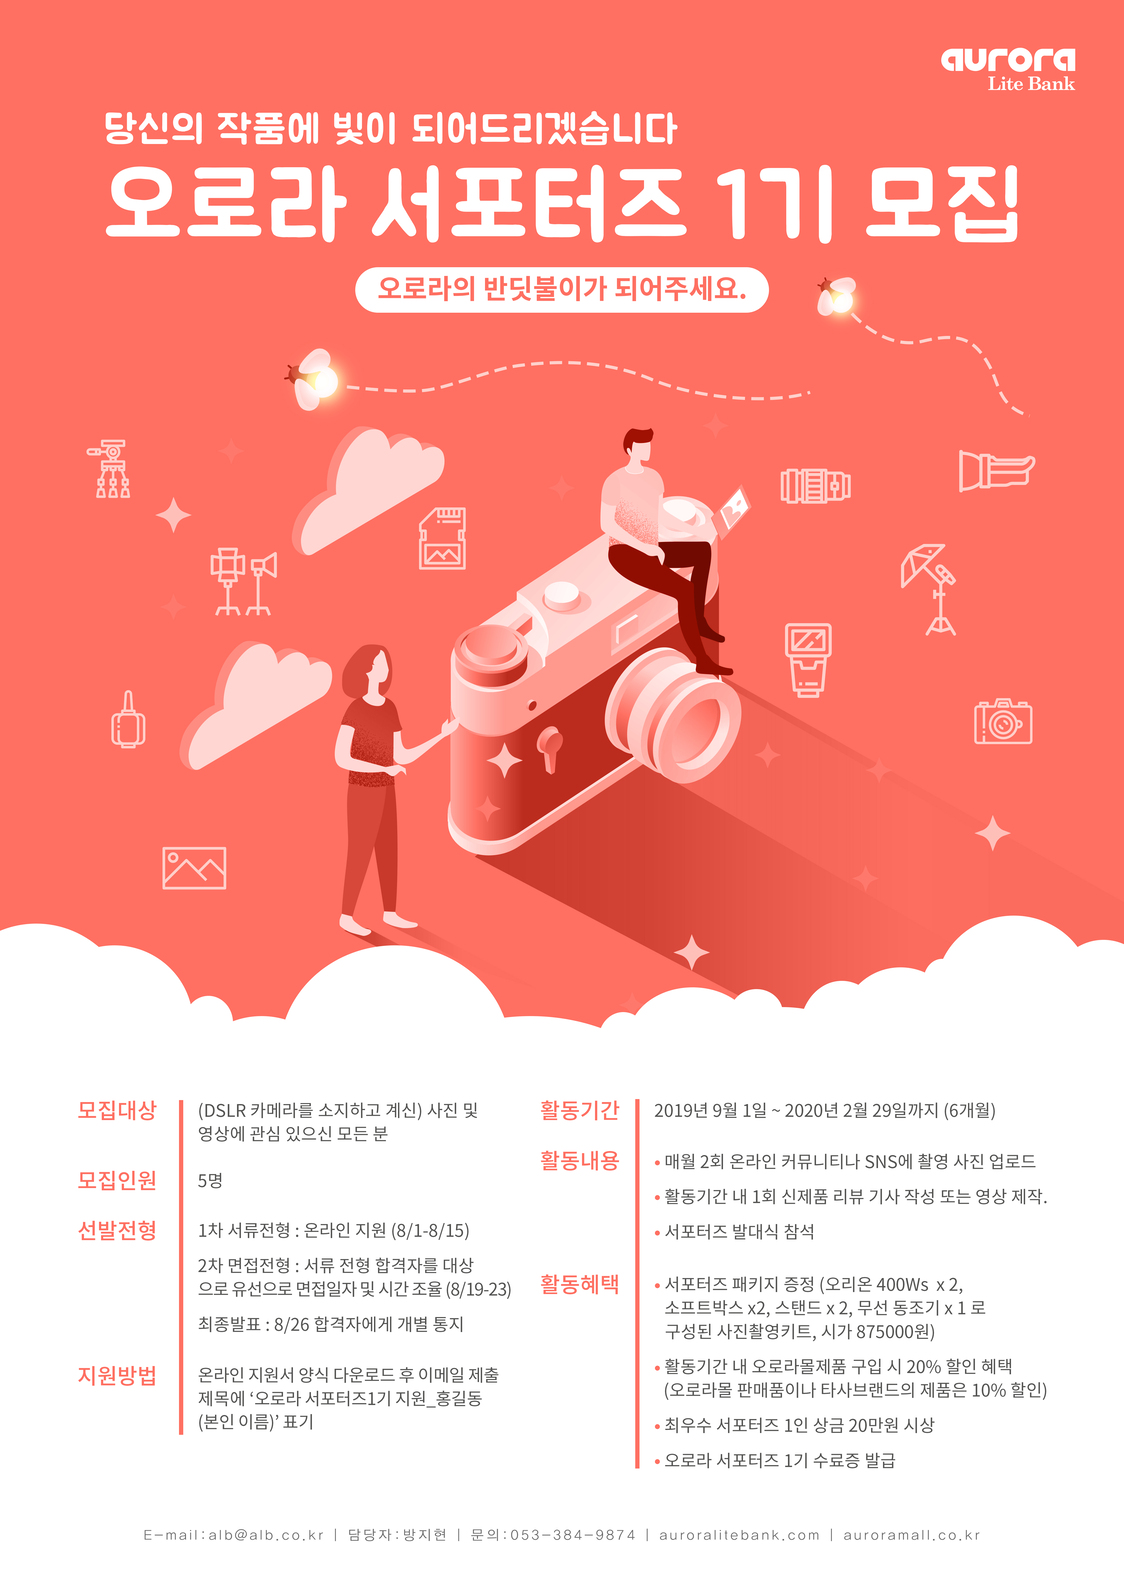 aurora
Lite Bank
당신의 작품에 빛이 되어드리겠습니다
오로라 서포터즈 1기 모집
오로라의 반딧불이가 되어주세요.
모집대상
(DSLR 카메라를 소지하고 계신) 사진 및
영상에 관심 있으신 모든 분
모집인원
5명
선발전형
1차 서류전형 : 온라인 지원 (8/1-8/15)
2차 면접전형 : 서류 전형 합격자를 대상
으로 유선으로 면접일자 및 시간 조율 (8/19-23)
최종발표 : 8/26 합격자에게 개별 통지
지원방법
온라인 지원서 양식 다운로드 후 이메일 제출
제목에 ‘오로라 서포터즈1기 지원_홍길동
(본인 이름)’ 표기
활동기간
2019년 9월 1일 ~ 2020년 2월 29일까지 (6개월)
활동내용
• 매월 2회 온라인 커뮤니티나 SNS에 촬영 사진 업로드
• 활동기간 내 1회 신제품 리뷰 기사 작성 또는 영상 제작.
• 서포터즈 발대식 참석
활동혜택
• 서포터즈 패키지 증정 (오리온 400Ws x 2,
소프트박스 x2, 스탠드 x 2, 무선 동조기 x 1 로
구성된 사진촬영키트, 시가 875000원)
• 활동기간 내 오로라몰제품 구입 시 20% 할인 혜택
(오로라몰 판매품이나 타사브랜드의 제품은 10% 할인)
• 최우수 서포터즈 1인 상금 20만원 시상
• 오로라 서포터즈 1기 수료증 발급
E-mail:alb@alb.co.kr | 담당자:방지현 | 문의:053-384-9874 | auroralitebank.com | auroramall.co.kr